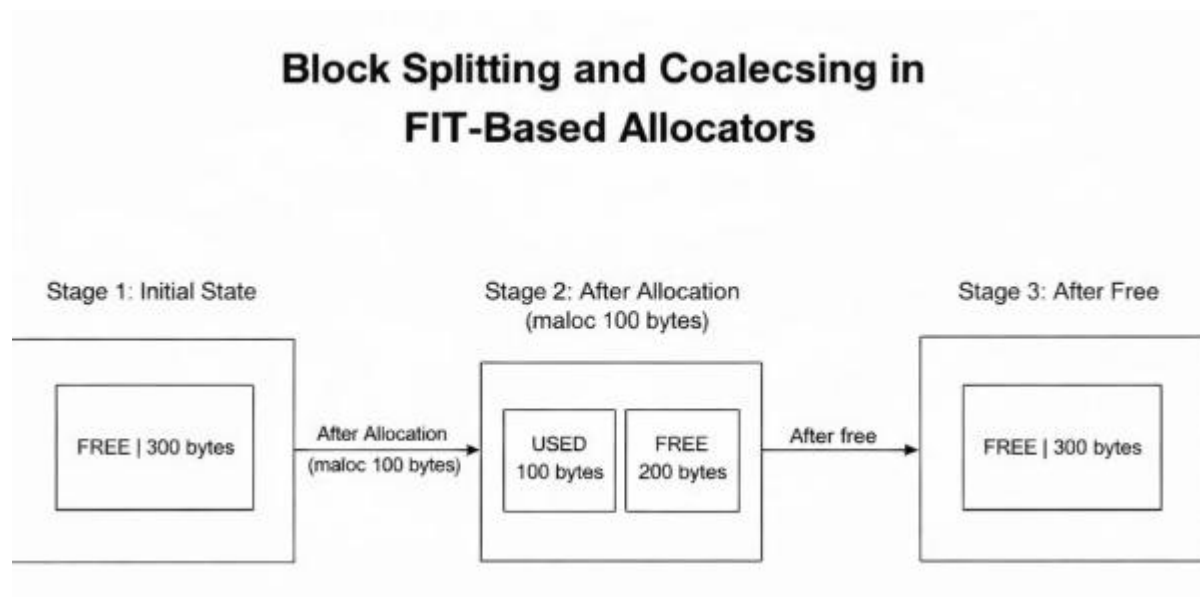 Block Splitting and Coalecsing in
FIT-Based Allocators
Stage 1: Initial State
Stage 2: After Allocation
(maloc 100 bytes)
Stage 3: After Free
FREE | 300 bytes
After Allocation
(maloc 100 bytes)
USED
100 bytes
FREE
200 bytes
After free
FREE | 300 bytes